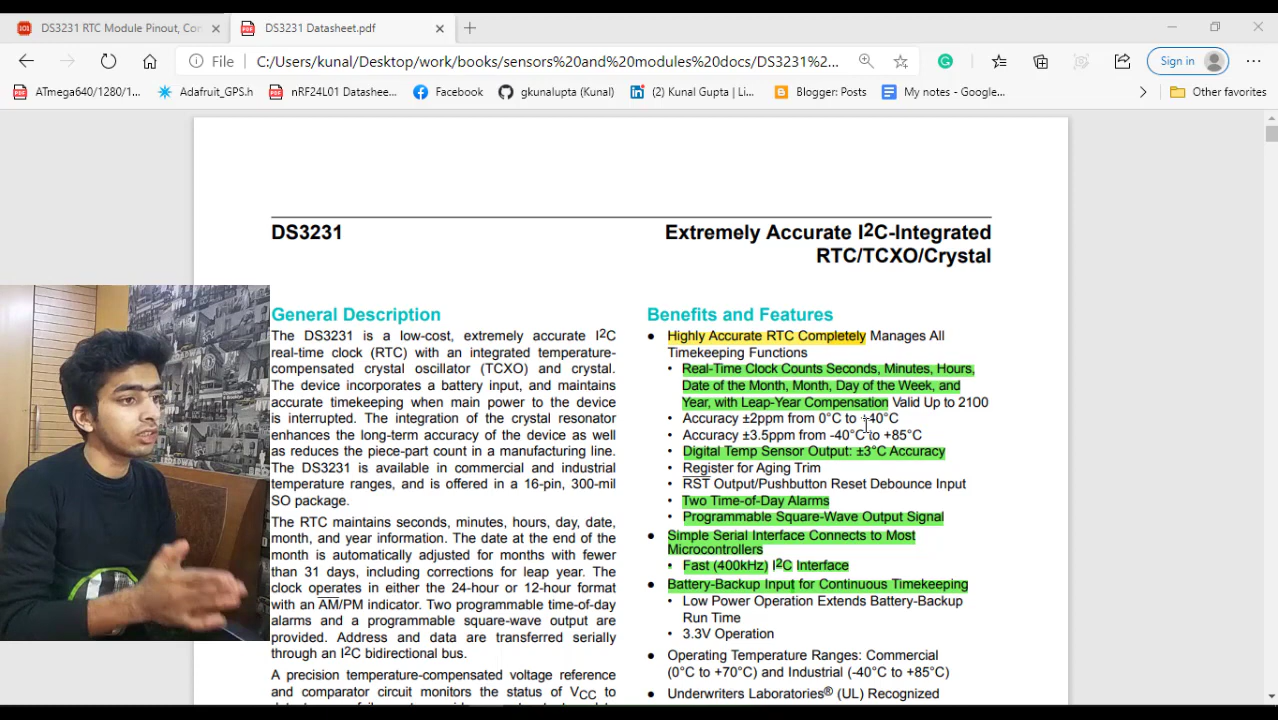 DS3231 RTC Module Pinout, Con
DS3231 Datasheet.pdf
File
C:/Users/kunal/Desktop/work/books/sensors%20and%20modules%20docs/DS3231%2...
Sign in
ATmega640/1280/1...
Adafruit_GPS.h
nRF24L01 Datashee...
Facebook
gkunalupta (Kunal)
(2) Kunal Gupta | Li...
Blogger: Posts
My notes - Google...
Other favorites
DS3231
Extremely Accurate I2C-Integrated
RTC/TCXO/Crystal
General Description
The DS3231 is a low-cost, extremely accurate I2C
real-time clock (RTC) with an integrated temperature-
compensated crystal oscillator (TCXO) and crystal.
The device incorporates a battery input, and maintains
accurate timekeeping when main power to the device
is interrupted. The integration of the crystal resonator
enhances the long-term accuracy of the device as well
as reduces the piece-part count in a manufacturing line.
The DS3231 is available in commercial and industrial
temperature ranges, and is offered in a 16-pin, 300-mil
SO package.
The RTC maintains seconds, minutes, hours, day, date,
month, and year information. The date at the end of the
month is automatically adjusted for months with fewer
than 31 days, including corrections for leap year. The
clock operates in either the 24-hour or 12-hour format
with an AM/PM indicator. Two programmable time-of-day
alarms and a programmable square-wave output are
provided. Address and data are transferred serially
through an I2C bidirectional bus.
A precision temperature-compensated voltage reference
and comparator circuit monitors the status of VCC to
Benefits and Features
● Highly Accurate RTC Completely Manages All
Timekeeping Functions
• Real-Time Clock Counts Seconds, Minutes, Hours,
Date of the Month, Month, Day of the Week, and
Year, with Leap-Year Compensation Valid Up to 2100
• Accuracy ±2ppm from 0°C to +40°C
• Accuracy ±3.5ppm from -40°C to +85°C
• Digital Temp Sensor Output: ±3°C Accuracy
• Register for Aging Trim
• RST Output/Pushbutton Reset Debounce Input
• Two Time-of-Day Alarms
• Programmable Square-Wave Output Signal
● Simple Serial Interface Connects to Most
Microcontrollers
• Fast (400kHz) I2C Interface
● Battery-Backup Input for Continuous Timekeeping
• Low Power Operation Extends Battery-Backup
Run Time
• 3.3V Operation
● Operating Temperature Ranges: Commercial
(0°C to +70°C) and Industrial (-40°C to +85°C)
● Underwriters Laboratories® (UL) Recognized